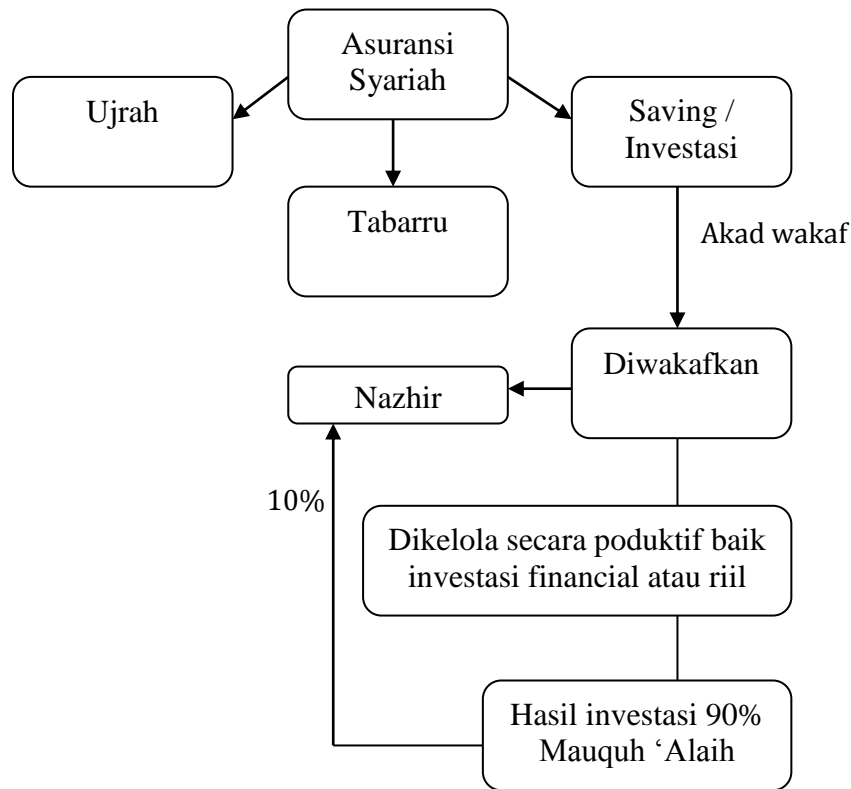 Asuransi
Syariah
Ujrah
Saving /
Investasi
Tabarru
Akad wakaf
Diwakafkan
Nazhir
10%
Dikelola secara poduktif baik
investasi financial atau riil
Hasil investasi 90%
Mauquh ‘Alaih